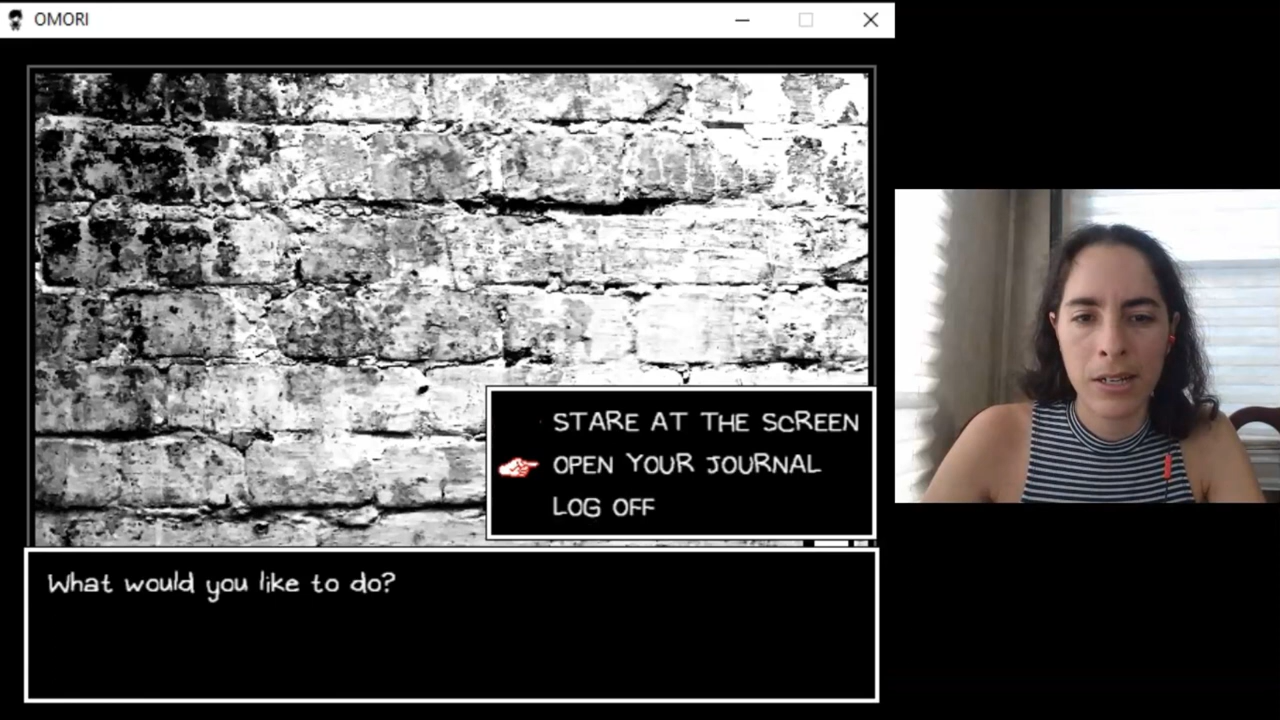 OMORI
STARE AT THE SCREEN
OPEN YOUR JOURNAL
LOG OFF
What would you like to do?